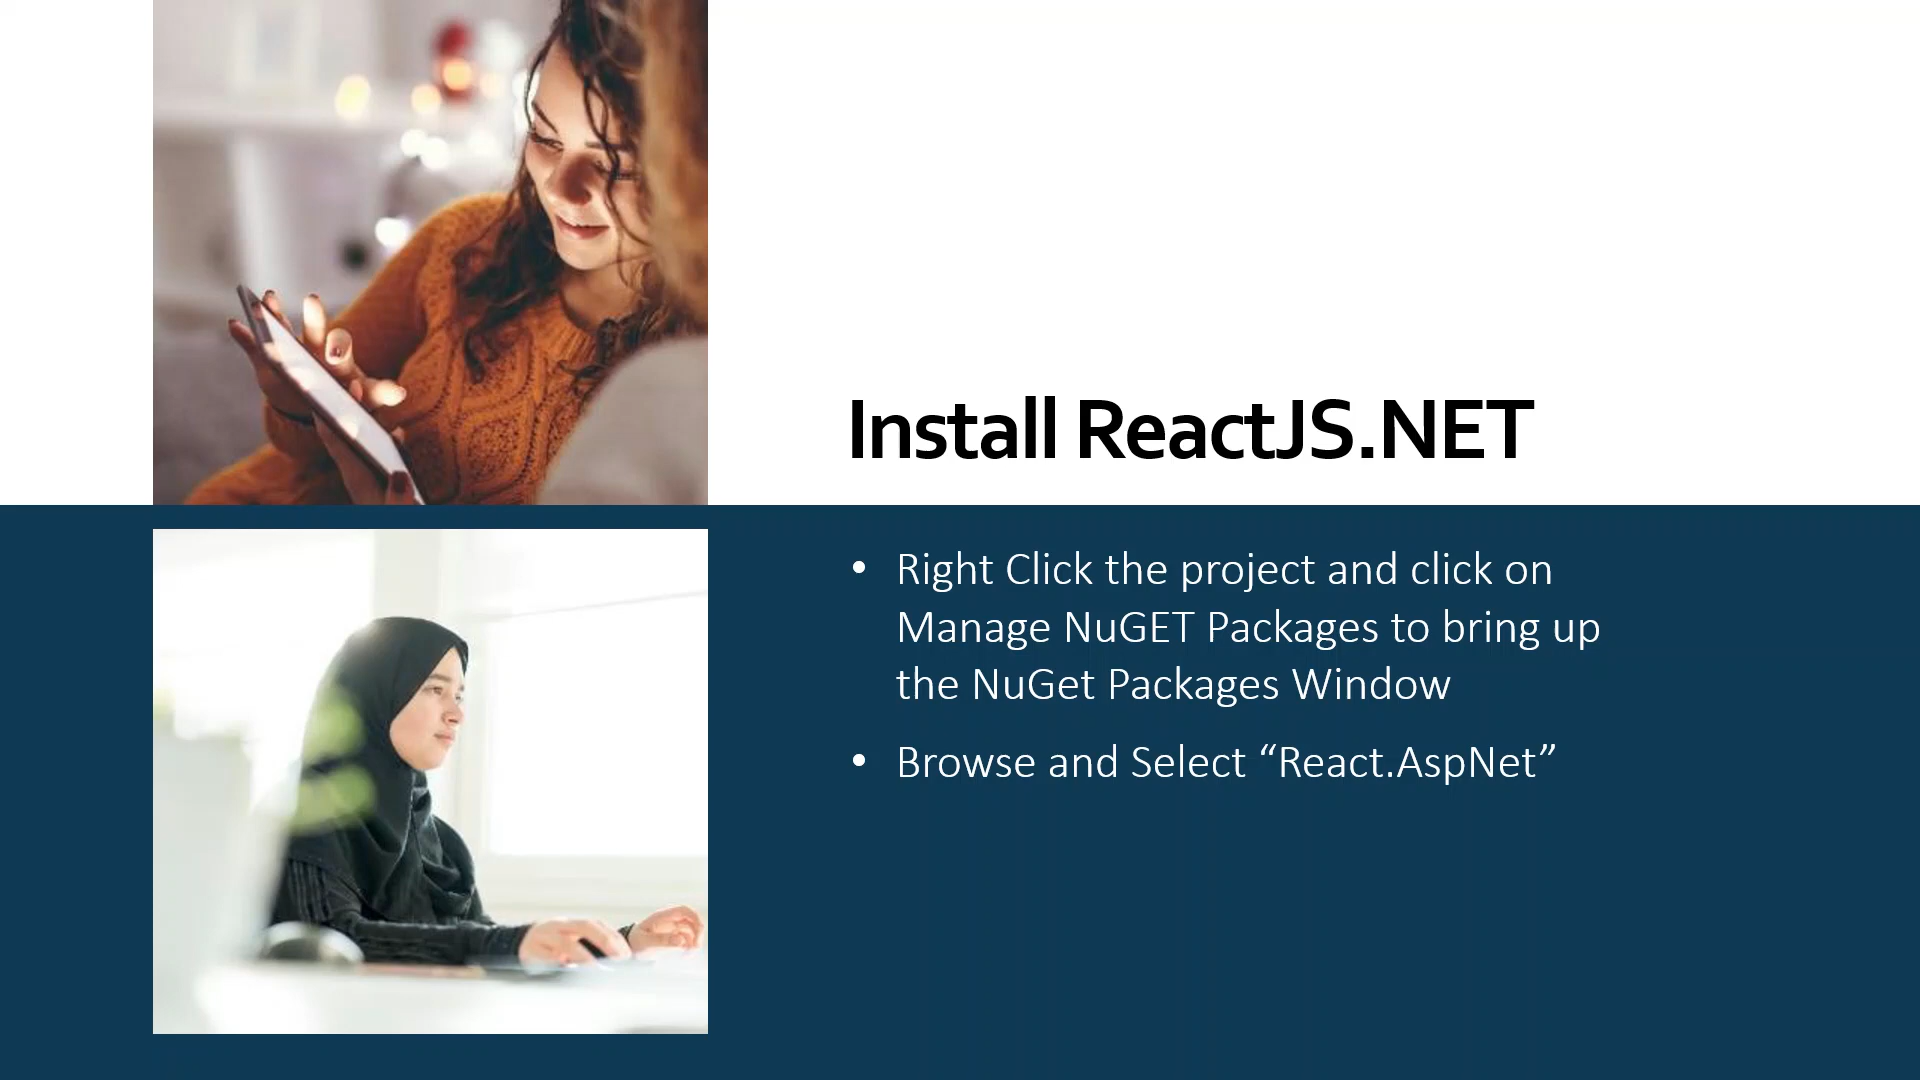 Install ReactJS.NET
• Right Click the project and click on
Manage NuGET Packages to bring up
the NuGet Packages Window
• Browse and Select “React.AspNet”